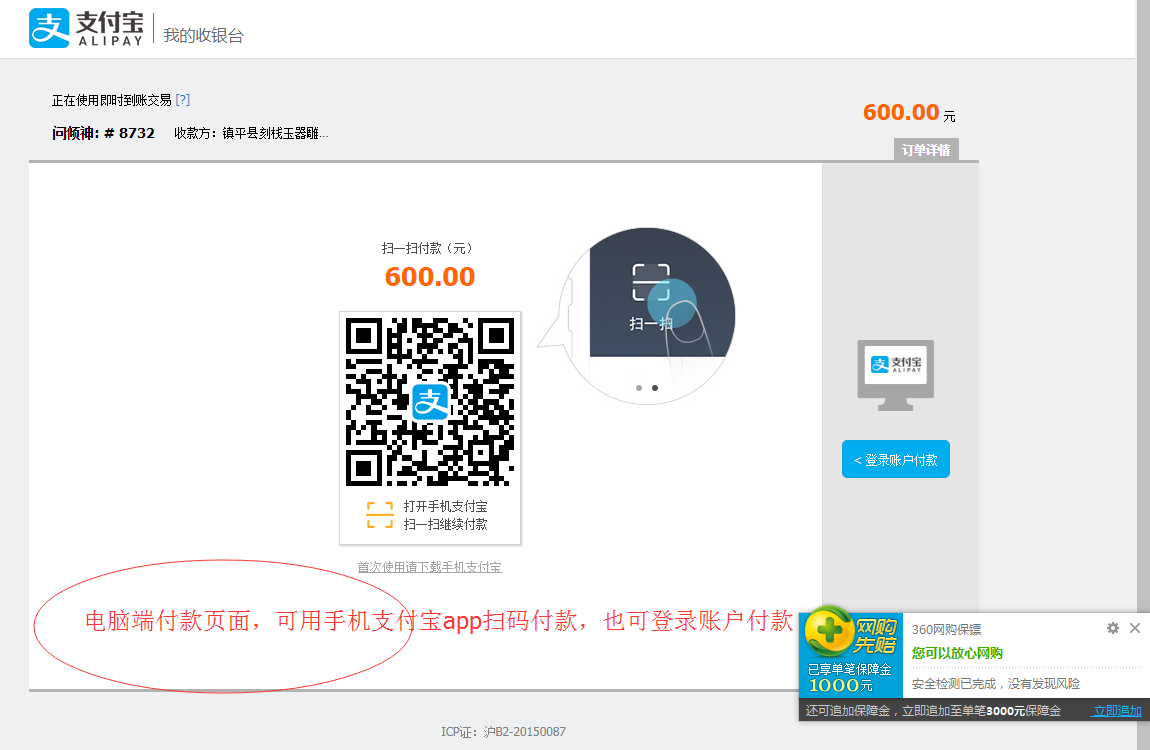 支付宝
ALIPAY
我的收银台
正在使用即时到账交易 [?]
问倾神: # 8732 收款方：镇平县刻栈玉器雕...
600.00 元
订单详情
扫一扫付款（元）
600.00
扫一扫
支
打开手机支付宝
扫一扫继续付款
首次使用请下载手机支付宝
支付宝
ALIPAY
< 登录账户付款
电脑端付款页面，可用手机支付宝app扫码付款，也可登录账户付款
网购
先赔
已享单笔保障金
1000元
360网购保镖
您可以放心网购
安全检测已完成，没有发现风险
还可追加保障金，立即追加至单笔3000元保障金 立即追加
ICP证：沪B2-20150087